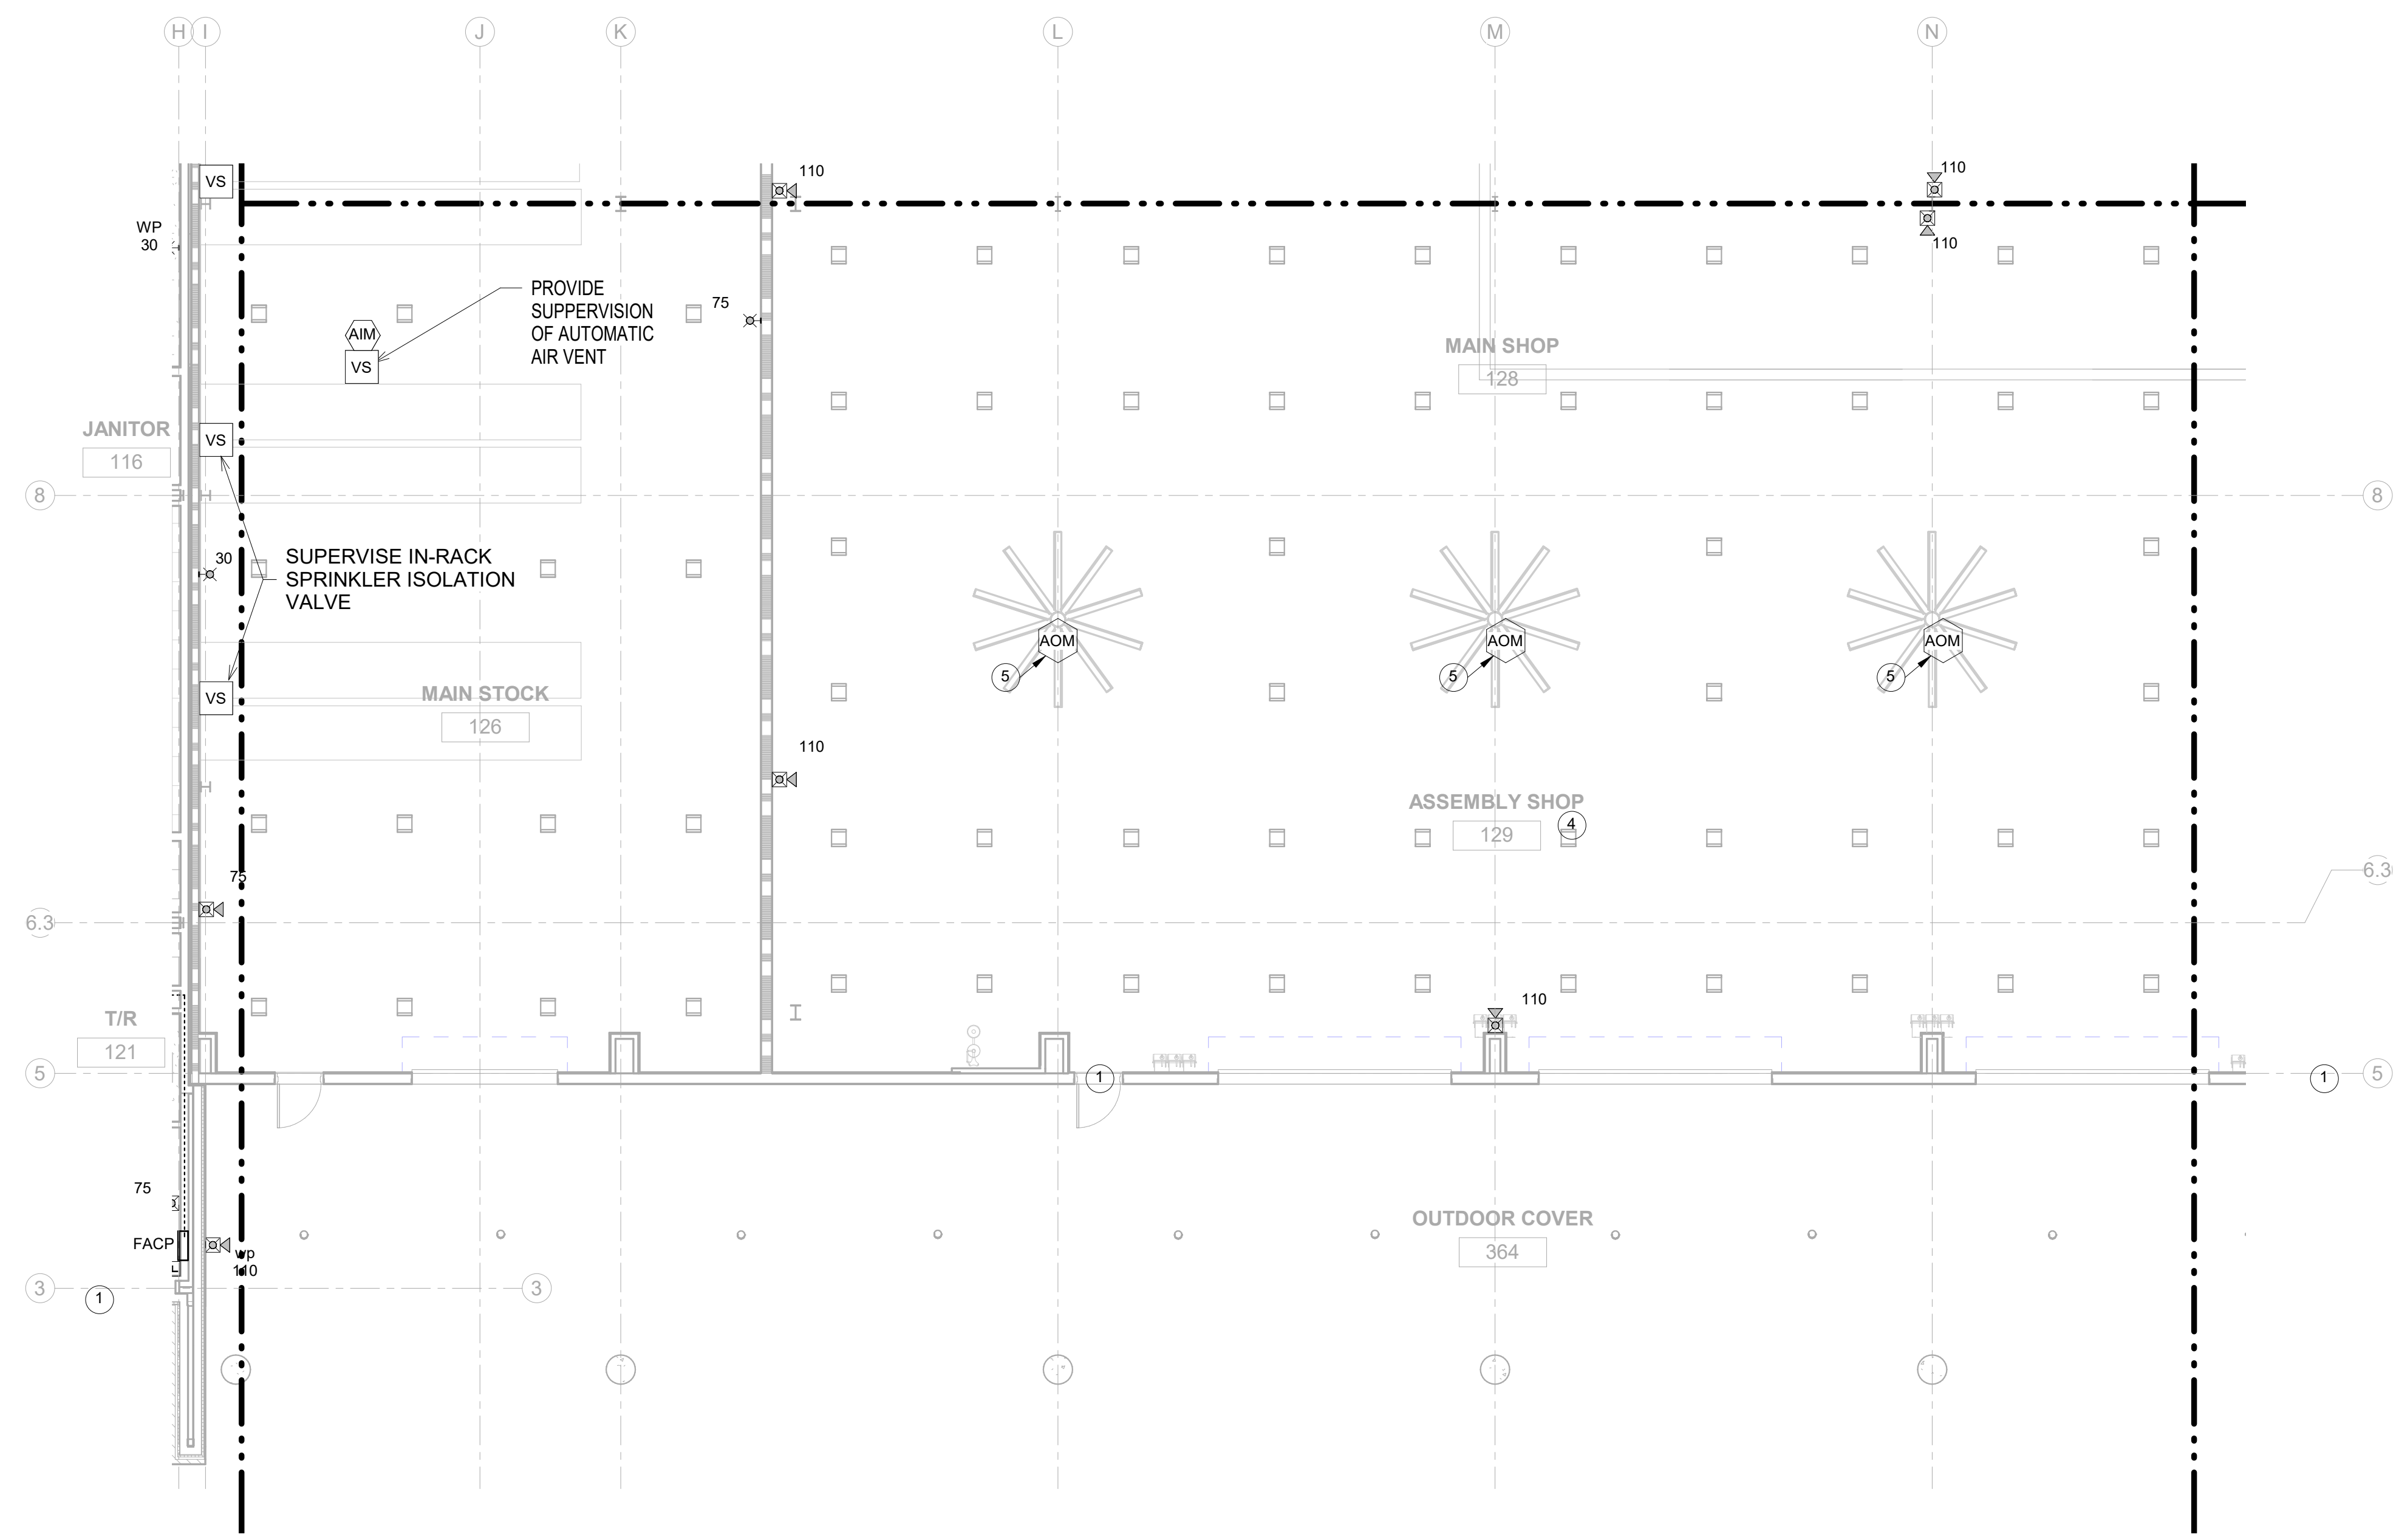 H I J K L M N
110
110
VS
WP
30
110
PROVIDE
SUPPERVISION
OF AUTOMATIC
AIR VENT
75
AIM
VS
MAIN SHOP
128
JANITOR
116
VS
8 8
30
SUPERVISE IN-RACK
SPRINKLER ISOLATION
VALVE
AOM AOM AOM
5 5 5
VS
MAIN STOCK
126
110
ASSEMBLY SHOP
129
4
75
6.3 6.3
110
T/R
121
5 1 1 5
75
OUTDOOR COVER
364
FACP
wp
110
3 3
1